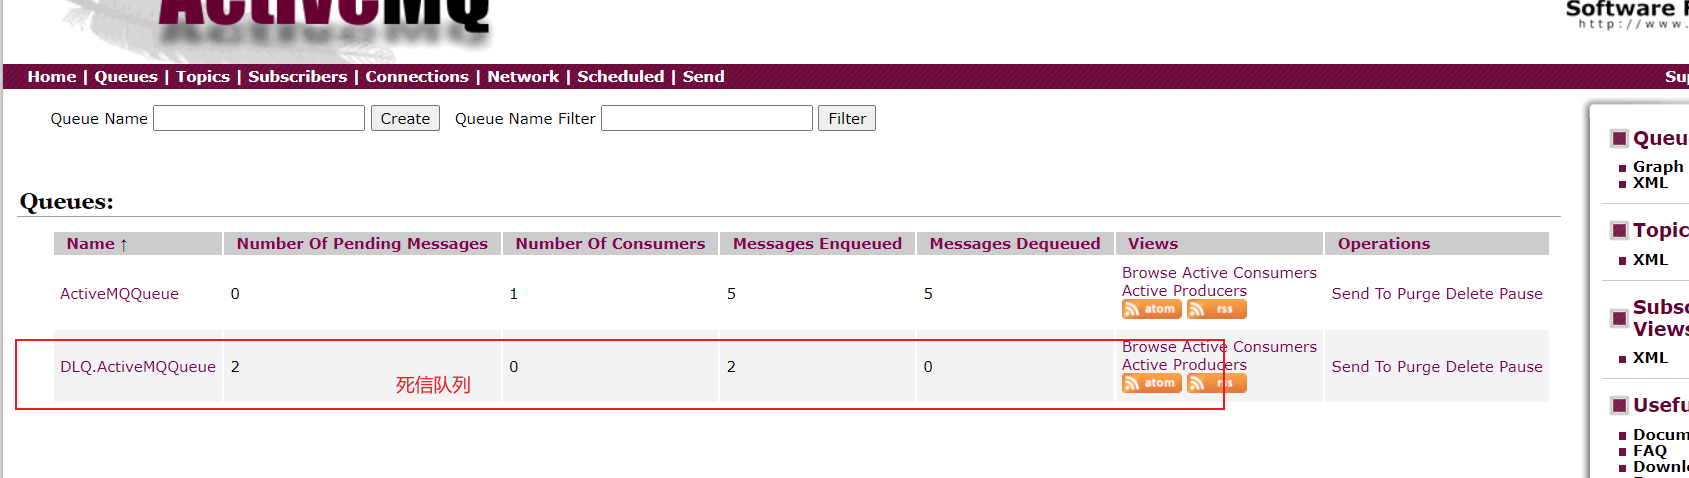 ActiveMQ
Software F
http://www.
Home | Queues | Topics | Subscribers | Connections | Network | Scheduled | Send
Sup
Queue Name Create Queue Name Filter Filter
Queues:
Name ↑ Number Of Pending Messages Number Of Consumers Messages Enqueued Messages Dequeued Views Operations
ActiveMQQueue 0 1 5 5 Browse Active Consumers
Active Producers
atom rss
Send To Purge Delete Pause
DLQ.ActiveMQQueue 2 0 2 0 Browse Active Consumers
Active Producers
atom rss
Send To Purge Delete Pause
死信队列
Queu
Graph
XML
Topic
XML
Subsc
Views
XML
Usefu
Docum
FAQ
Downl